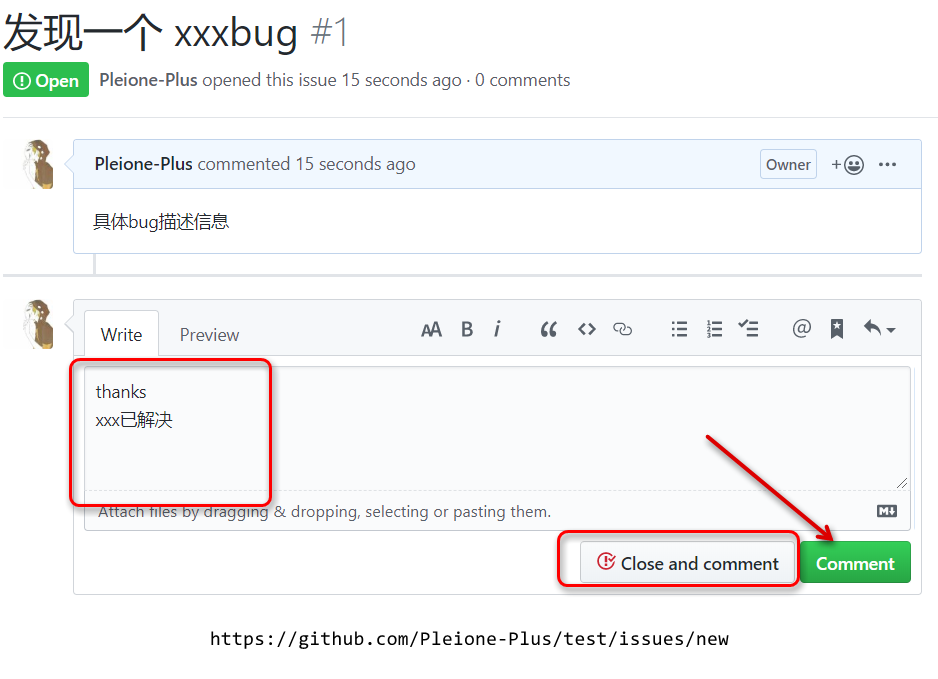 发现一个 xxxbug #1
Open Pleione-Plus opened this issue 15 seconds ago · 0 comments
Pleione-Plus commented 15 seconds ago Owner
具体bug描述信息
Write Preview
thanks
xxx已解决
Attach files by dragging & dropping, selecting or pasting them.
Close and comment Comment
https://github.com/Pleione-Plus/test/issues/new